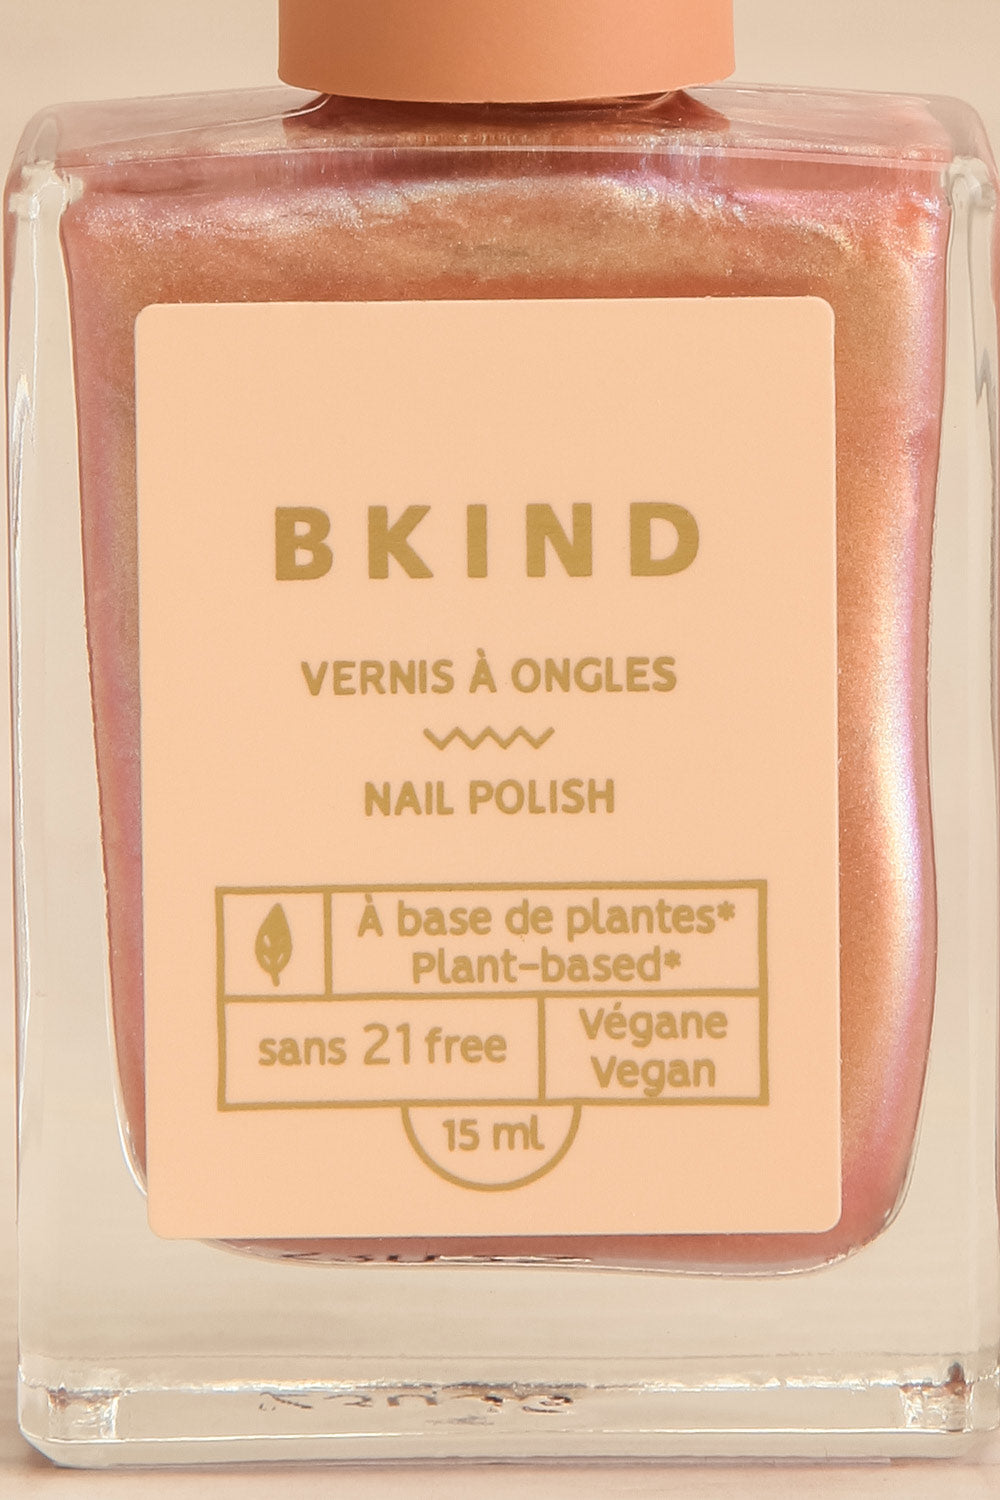 BKIND
VERNIS À ONGLES
NAIL POLISH
À base de plantes*
Plant-based*
sans 21 free
Végane
Vegan
15 ml